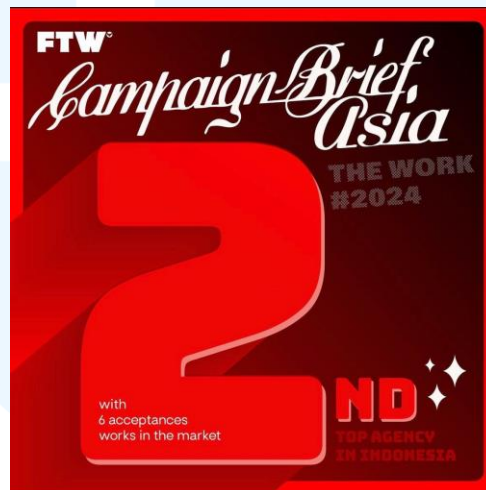 FTW
Campaign Brief
Asia
THE WORK
#2024
2
ND
with
6 acceptances
works in the market
TOP AGENCY
IN INDONESIA